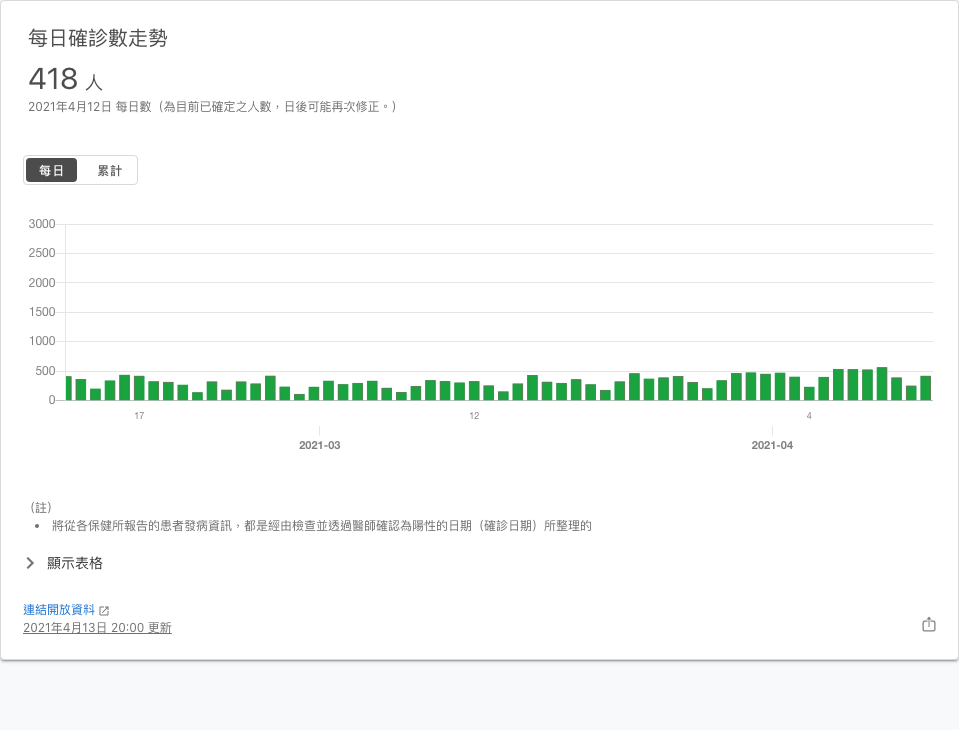 每日確診數走勢
418 人
2021年4月12日 每日數（為目前已確定之人數，日後可能再次修正。）
每日 累計
3000
2500
2000
1500
1000
500
0
17 12 4
2021-03 2021-04
（註）
• 將從各保健所報告的患者發病資訊，都是經由檢查並透過醫師確認為陽性的日期（確診日期）所整理的
顯示表格
連結開放資料
2021年4月13日 20:00 更新